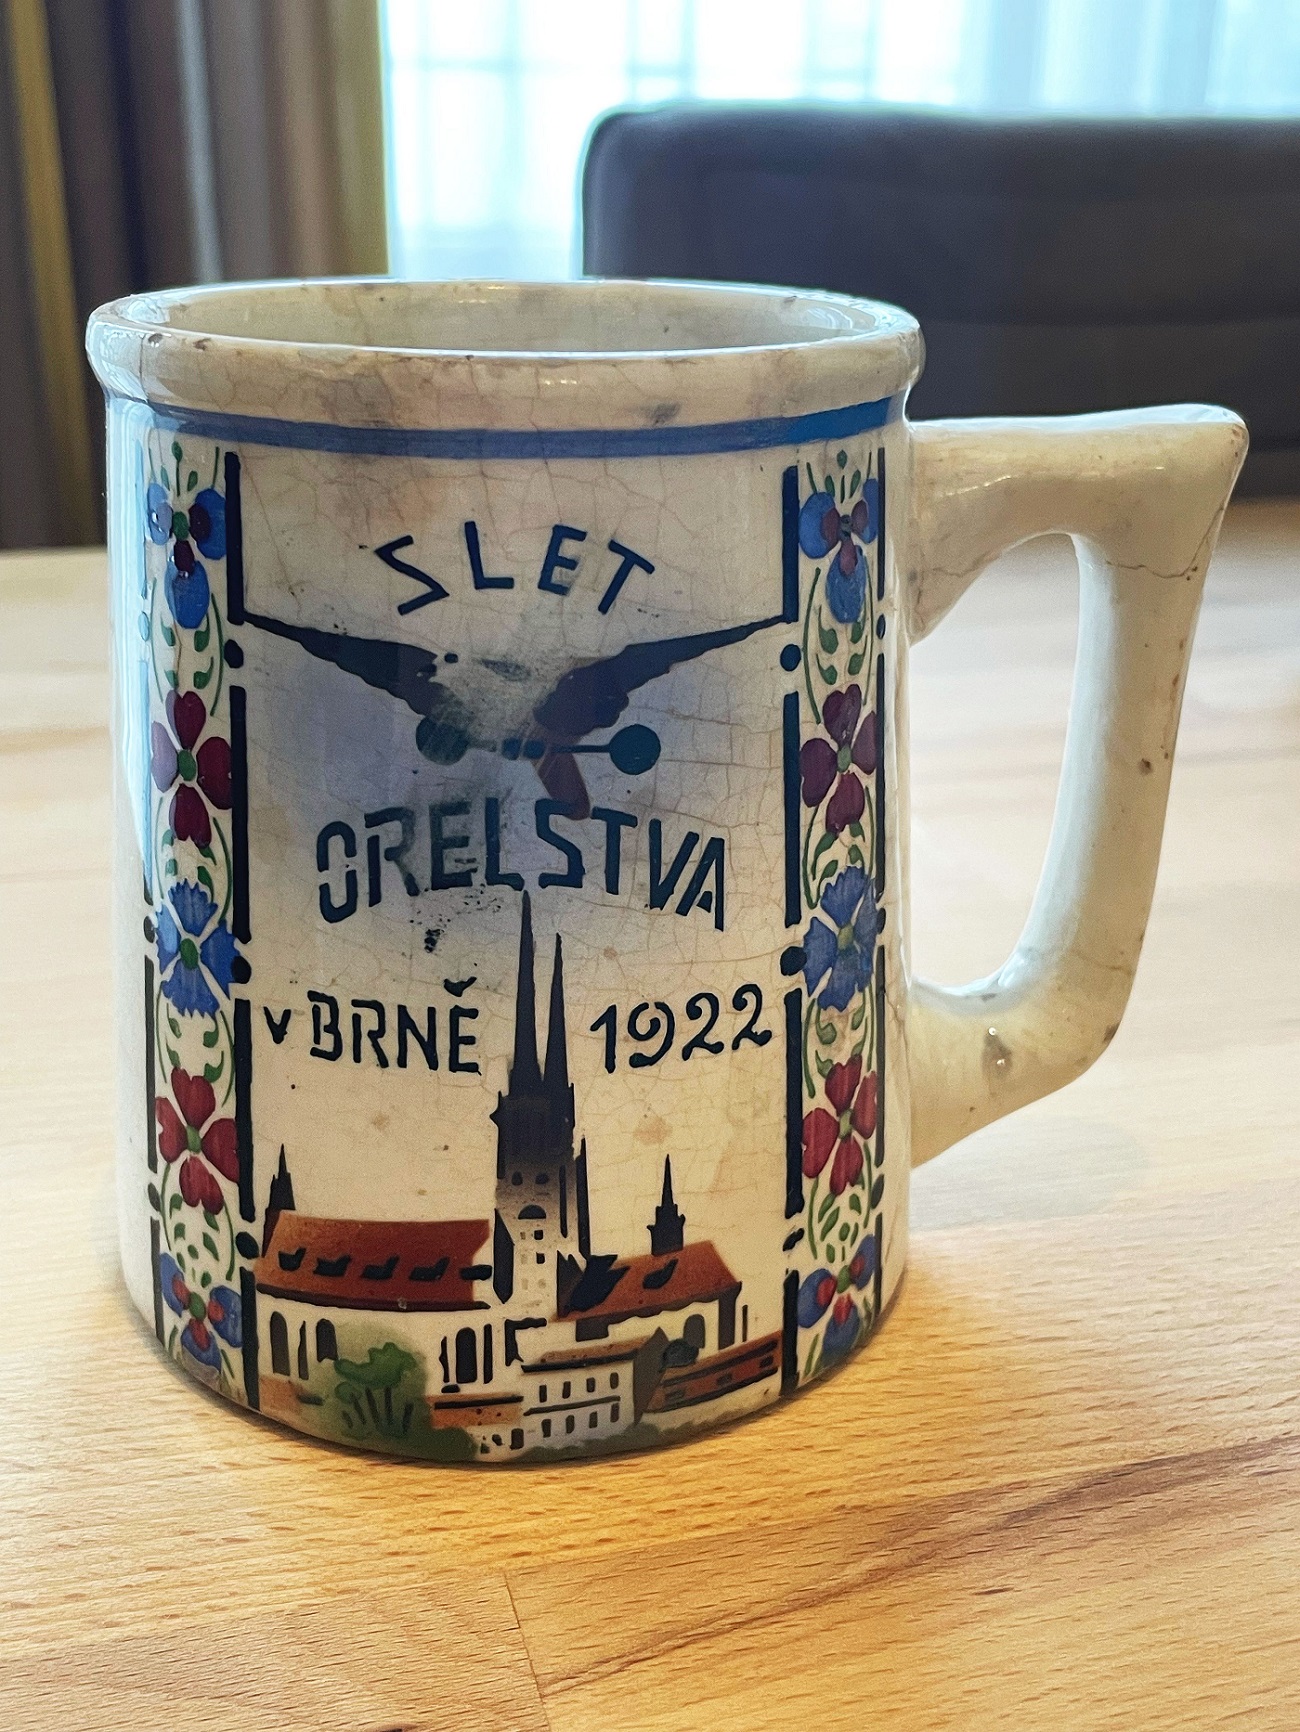 SLET
ORELSTVA
v BRNĚ 1922